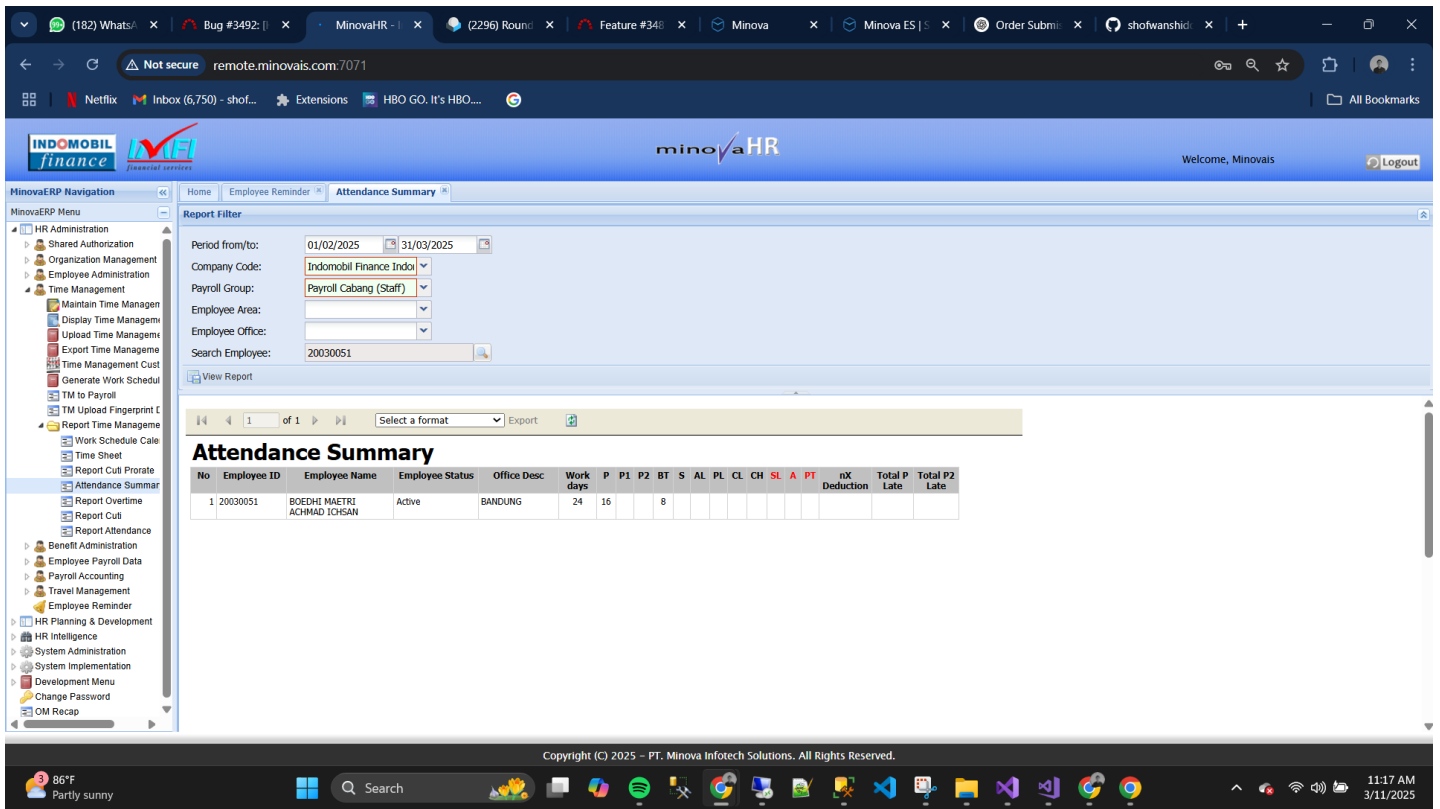 (182) WhatsA
Bug #3492: [I
MinovaHR - I
(2296) Round
Feature #348
Minova
Minova ES | S
Order Submis
shofwanshid
Not secure remote.minovais.com:7071
Netflix
Inbox (6,750) - shof...
Extensions
HBO GO. It's HBO....
All Bookmarks
INDOMOBIL
finance
IMFI
financial services
minovaHR
Welcome, Minovais
Logout
MinovaERP Navigation
Home
Employee Reminder
Attendance Summary
MinovaERP Menu
HR Administration
Shared Authorization
Organization Management
Employee Administration
Time Management
Maintain Time Managem
Display Time Manageme
Upload Time Manageme
Export Time Manageme
Time Management Cust
Generate Work Schedul
TM to Payroll
TM Upload Fingerprint D
Report Time Manageme
Work Schedule Cale
Time Sheet
Report Cuti Prorate
Attendance Summar
Report Overtime
Report Cuti
Report Attendance
Benefit Administration
Employee Payroll Data
Payroll Accounting
Travel Management
Employee Reminder
HR Planning & Development
HR Intelligence
System Administration
System Implementation
Development Menu
Change Password
OM Recap
Report Filter
Period from/to: 01/02/2025 31/03/2025
Company Code: Indomobil Finance Indo
Payroll Group: Payroll Cabang (Staff)
Employee Area:
Employee Office:
Search Employee: 20030051
View Report
1 of 1 Select a format Export
Attendance Summary
No Employee ID Employee Name Employee Status Office Desc Work days P P1 P2 BT S AL PL CL CH SL A PT nX Deduction Total P Late Total P2 Late
1 20030051 BOEDHI MAETRI ACHMAD ICHSAN Active BANDUNG 24 16 8
Copyright (C) 2025 – PT. Minova Infotech Solutions. All Rights Reserved.
3
86°F
Partly sunny
Search
11:17 AM
3/11/2025